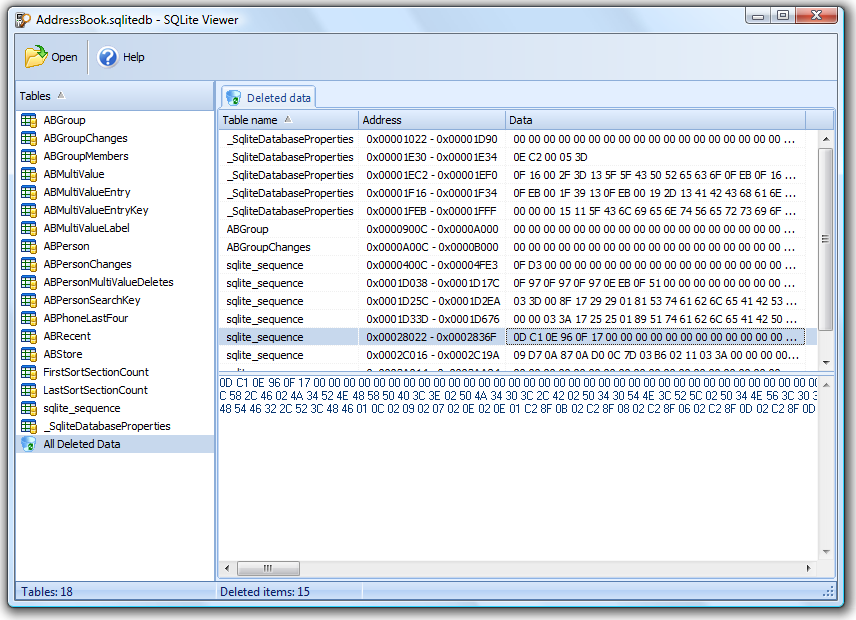 AddressBook.sqlitedb - SQLite Viewer
Open
Help
Tables
ABGroup
ABGroupChanges
ABGroupMembers
ABMultiValue
ABMultiValueEntry
ABMultiValueEntryKey
ABMultiValueLabel
ABPerson
ABPersonChanges
ABPersonMultiValueDeletes
ABPersonSearchKey
ABPhoneLastFour
ABRecent
ABStore
FirstSortSectionCount
LastSortSectionCount
sqlite_sequence
_SqliteDatabaseProperties
All Deleted Data
Deleted data
Table name Address Data
_SqliteDatabaseProperties 0x00001022 - 0x00001D90 00 00 00 00 00 00 00 00 00 00 00 00 00 00 00 00 00 ...
_SqliteDatabaseProperties 0x00001E30 - 0x00001E34 0E C2 00 05 3D
_SqliteDatabaseProperties 0x00001EC2 - 0x00001EF0 0F 16 00 2F 3D 13 5F 5F 43 50 52 65 63 6F 0F EB 0F 16 ...
_SqliteDatabaseProperties 0x00001F16 - 0x00001F34 0F EB 00 1F 39 13 0F EB 00 19 2D 13 41 42 43 68 61 6E ...
_SqliteDatabaseProperties 0x00001FEB - 0x00001FFF 00 00 00 15 11 5F 43 6C 69 65 6E 74 56 65 72 73 69 6F ...
ABGroup 0x0000900C - 0x0000A000 00 00 00 00 00 00 00 00 00 00 00 00 00 00 00 00 00 ...
ABGroupChanges 0x0000A00C - 0x0000B000 00 00 00 00 00 00 00 00 00 00 00 00 00 00 00 00 00 ...
sqlite_sequence 0x0000400C - 0x00004FE3 0F D3 00 00 00 00 00 00 00 00 00 00 00 00 00 00 00 ...
sqlite_sequence 0x0001D038 - 0x0001D17C 0F 97 0F 97 0F 97 0E EB 0F 51 00 00 00 00 00 00 00 ...
sqlite_sequence 0x0001D25C - 0x0001D2EA 03 3D 00 8F 17 29 29 01 81 53 74 61 62 6C 65 41 42 53 ...
sqlite_sequence 0x0001D33D - 0x0001D676 00 00 03 3A 17 25 25 01 89 51 74 61 62 6C 65 41 42 50 ...
sqlite_sequence 0x00028022 - 0x0002836F 0D C1 0E 96 0F 17 00 00 00 00 00 00 00 00 00 00 00 ...
sqlite_sequence 0x0002C016 - 0x0002C19A 09 D7 0A 87 0A D0 0C 7D 03 B6 02 11 03 3A 00 00 00 00...
0D C1 0E 96 0F 17 00 00 00 00 00 00 00 00 00 00 00 00 00 00 00 00 00 00 00 00 00 00 00 00 00 00 00 00 00 00 00 00 00
C 58 2C 46 02 4A 34 52 4E 48 58 50 40 3C 3E 02 50 4A 34 30 3C 2C 42 02 50 34 30 54 4E 3C 52 5C 02 50 4A 4E 56 3C 30 3
48 54 46 32 2C 52 3C 48 46 01 0C 02 09 02 07 02 0E 02 0E 01 C2 8F 0B 02 C2 8F 08 02 C2 8F 06 02 C2 8F 0D 02 C2 8F 0D
Tables: 18
Deleted items: 15